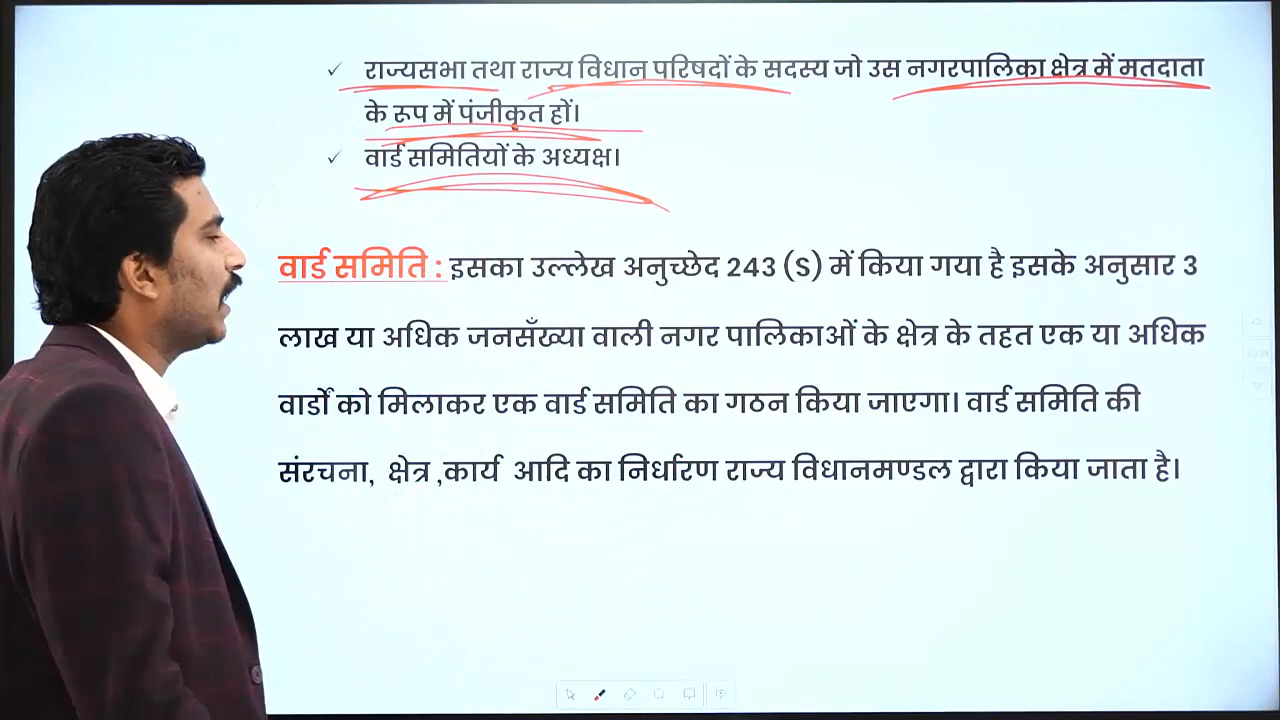 राज्यसभा तथा राज्य विधान परिषदों के सदस्य जो उस नगरपालिका क्षेत्र में मतदाता
के रूप में पंजीकृत हों।
वार्ड समितियों के अध्यक्ष।
वार्ड समिति : इसका उल्लेख अनुच्छेद 243 (S) में किया गया है इसके अनुसार 3
लाख या अधिक जनसँख्या वाली नगर पालिकाओं के क्षेत्र के तहत एक या अधिक
वार्डों को मिलाकर एक वार्ड समिति का गठन किया जाएगा। वार्ड समिति की
संरचना, क्षेत्र ,कार्य आदि का निर्धारण राज्य विधानमण्डल द्वारा किया जाता है।